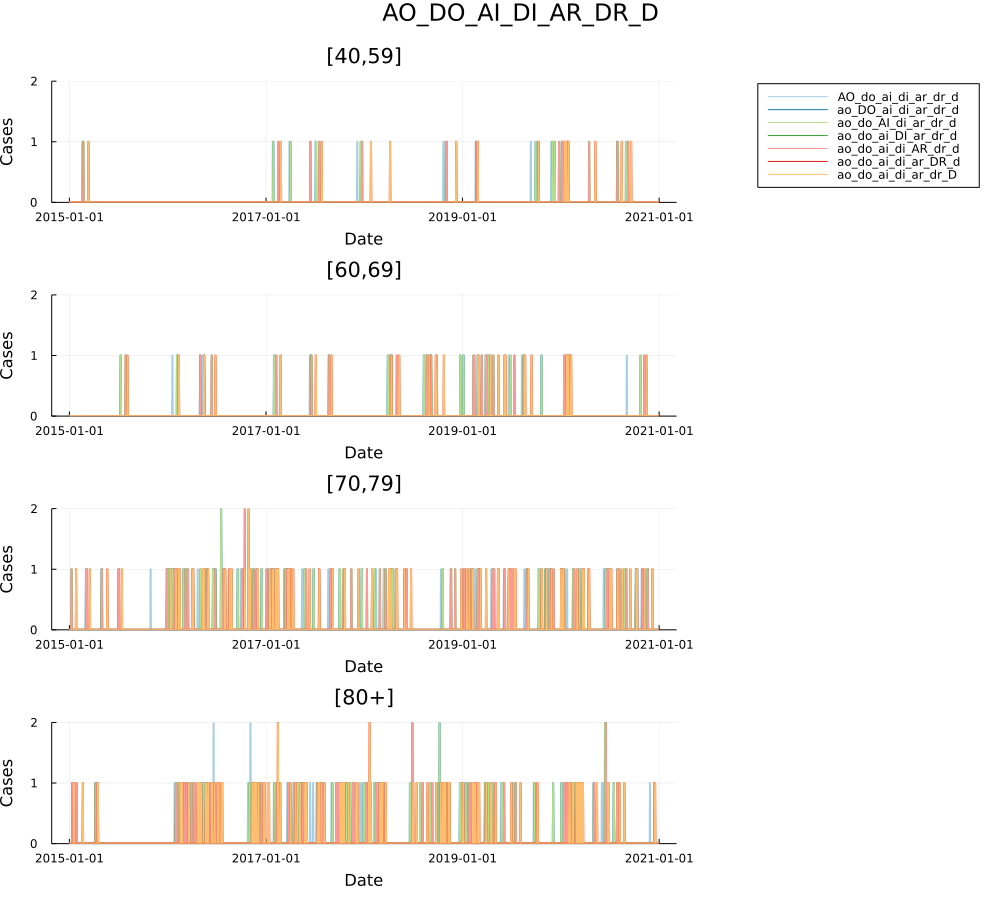 AO_DO_AI_DI_AR_DR_D
[40,59]
Cases
2
1
0
2015-01-01 2017-01-01 2019-01-01 2021-01-01
Date
AO_do_ai_di_ar_dr_d
ao_DO_ai_di_ar_dr_d
ao_do_AI_di_ar_dr_d
ao_do_ai_DI_ar_dr_d
ao_do_ai_di_AR_dr_d
ao_do_ai_di_ar_DR_d
ao_do_ai_di_ar_dr_D
[60,69]
Cases
2
1
0
2015-01-01 2017-01-01 2019-01-01 2021-01-01
Date
[70,79]
Cases
2
1
0
2015-01-01 2017-01-01 2019-01-01 2021-01-01
Date
[80+]
Cases
2
1
0
2015-01-01 2017-01-01 2019-01-01 2021-01-01
Date